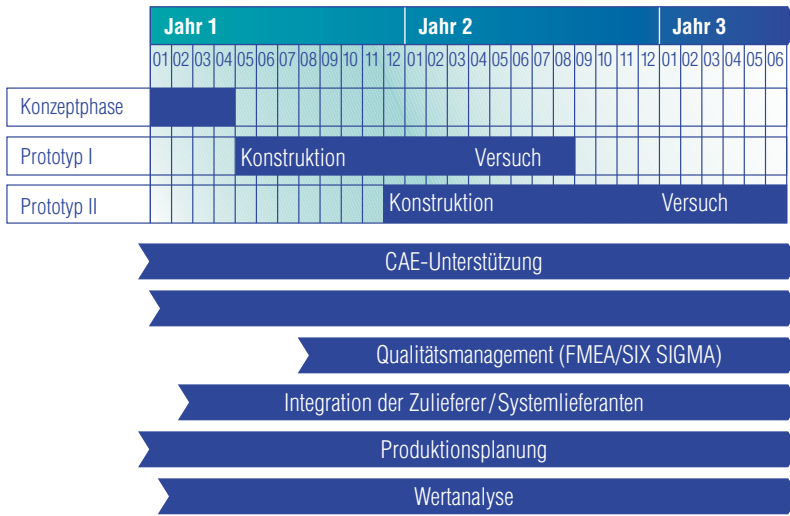 Jahr 1 Jahr 2 Jahr 3
01 02 03 04 05 06 07 08 09 10 11 12 01 02 03 04 05 06 07 08 09 10 11 12 01 02 03 04 05 06
Konzeptphase
Prototyp I Konstruktion Versuch
Prototyp II Konstruktion Versuch
CAE-Unterstützung
Qualitätsmanagement (FMEA/SIX SIGMA)
Integration der Zulieferer/Systemlieferanten
Produktionsplanung
Wertanalyse